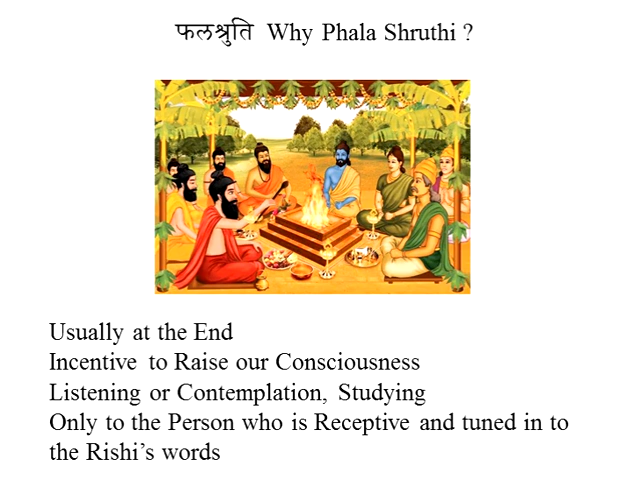 फलश्रुति Why Phala Shruthi ?
Usually at the End
Incentive to Raise our Consciousness
Listening or Contemplation, Studying
Only to the Person who is Receptive and tuned in to
the Rishi’s words